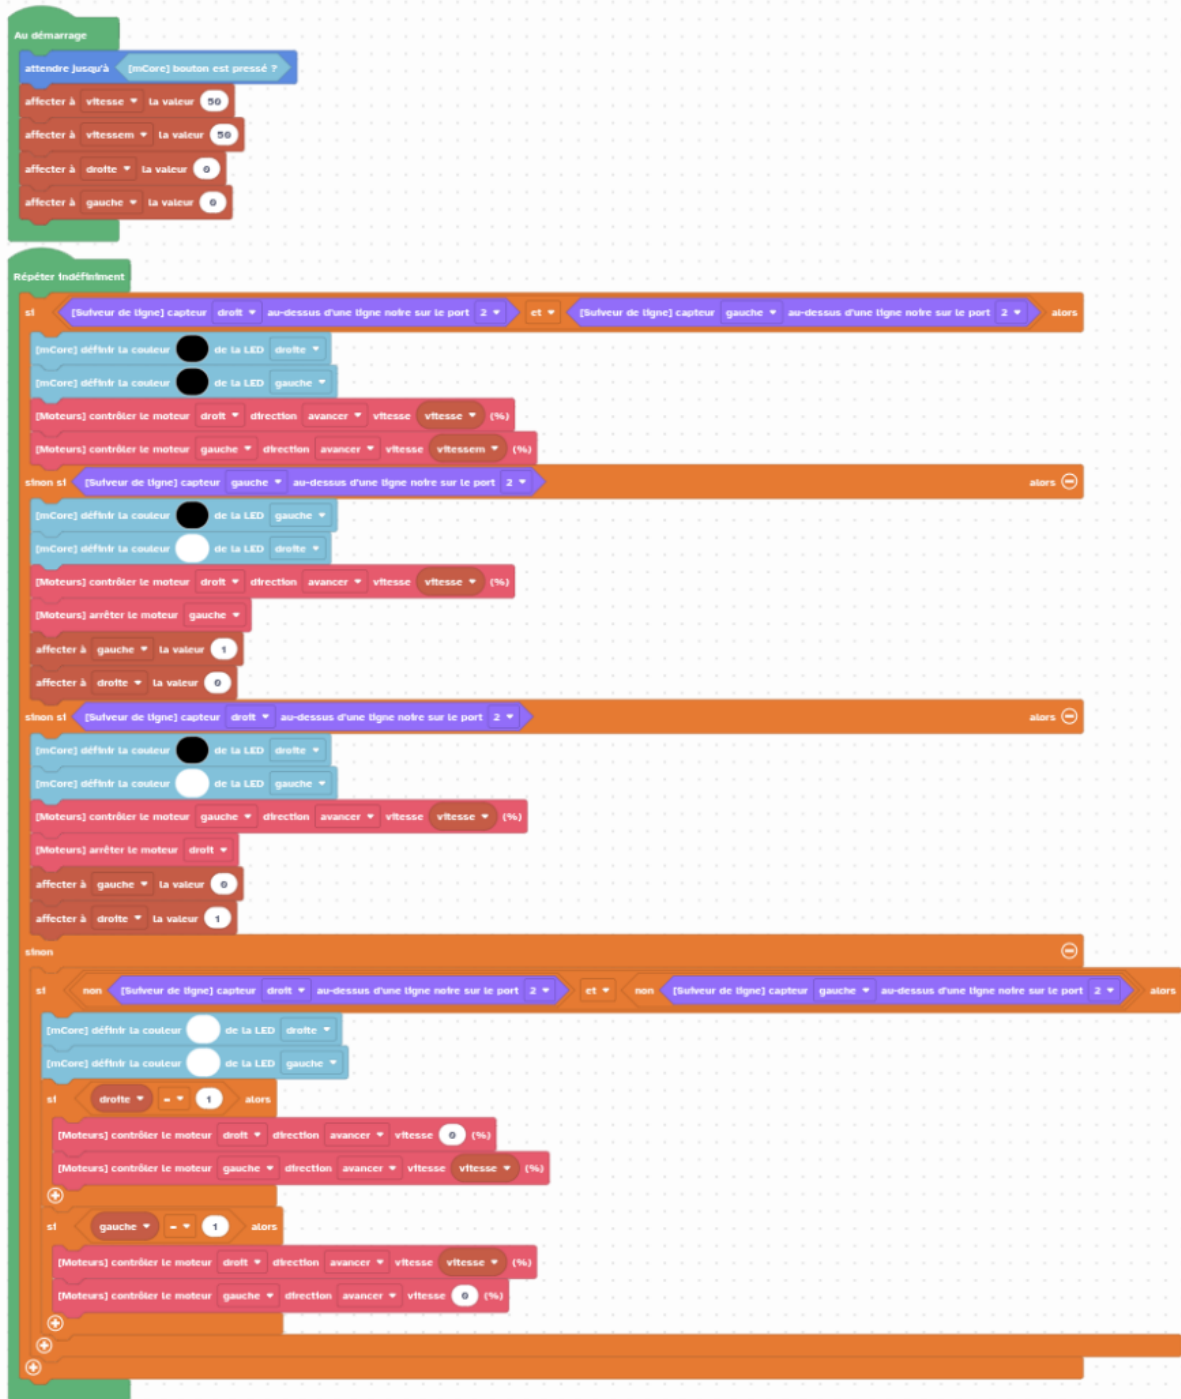 Au démarrage
attendre jusqu'à [mCore] bouton est pressé ?
affecter à vitesse la valeur 50
affecter à vitessem la valeur 50
affecter à droite la valeur 0
affecter à gauche la valeur 0
Répéter indéfiniment
si [Suiveur de ligne] capteur droit au-dessus d'une ligne noire sur le port 2 et [Suiveur de ligne] capteur gauche au-dessus d'une ligne noire sur le port 2 alors
[mCore] définir la couleur de la LED droite
[mCore] définir la couleur de la LED gauche
[Moteurs] contrôler le moteur droit direction avancer vitesse vitesse (%)
[Moteurs] contrôler le moteur gauche direction avancer vitesse vitessem (%)
sinon si [Suiveur de ligne] capteur gauche au-dessus d'une ligne noire sur le port 2 alors
[mCore] définir la couleur de la LED gauche
[mCore] définir la couleur de la LED droite
[Moteurs] contrôler le moteur droit direction avancer vitesse vitesse (%)
[Moteurs] arrêter le moteur gauche
affecter à gauche la valeur 1
affecter à droite la valeur 0
sinon si [Suiveur de ligne] capteur droit au-dessus d'une ligne noire sur le port 2 alors
[mCore] définir la couleur de la LED droite
[mCore] définir la couleur de la LED gauche
[Moteurs] contrôler le moteur gauche direction avancer vitesse vitesse (%)
[Moteurs] arrêter le moteur droit
affecter à gauche la valeur 0
affecter à droite la valeur 1
sinon
si non [Suiveur de ligne] capteur droit au-dessus d'une ligne noire sur le port 2 et non [Suiveur de ligne] capteur gauche au-dessus d'une ligne noire sur le port 2 alors
[mCore] définir la couleur de la LED droite
[mCore] définir la couleur de la LED gauche
si droite = 1 alors
[Moteurs] contrôler le moteur droit direction avancer vitesse 0 (%)
[Moteurs] contrôler le moteur gauche direction avancer vitesse vitesse (%)
si gauche = 1 alors
[Moteurs] contrôler le moteur droit direction avancer vitesse vitesse (%)
[Moteurs] contrôler le moteur gauche direction avancer vitesse 0 (%)